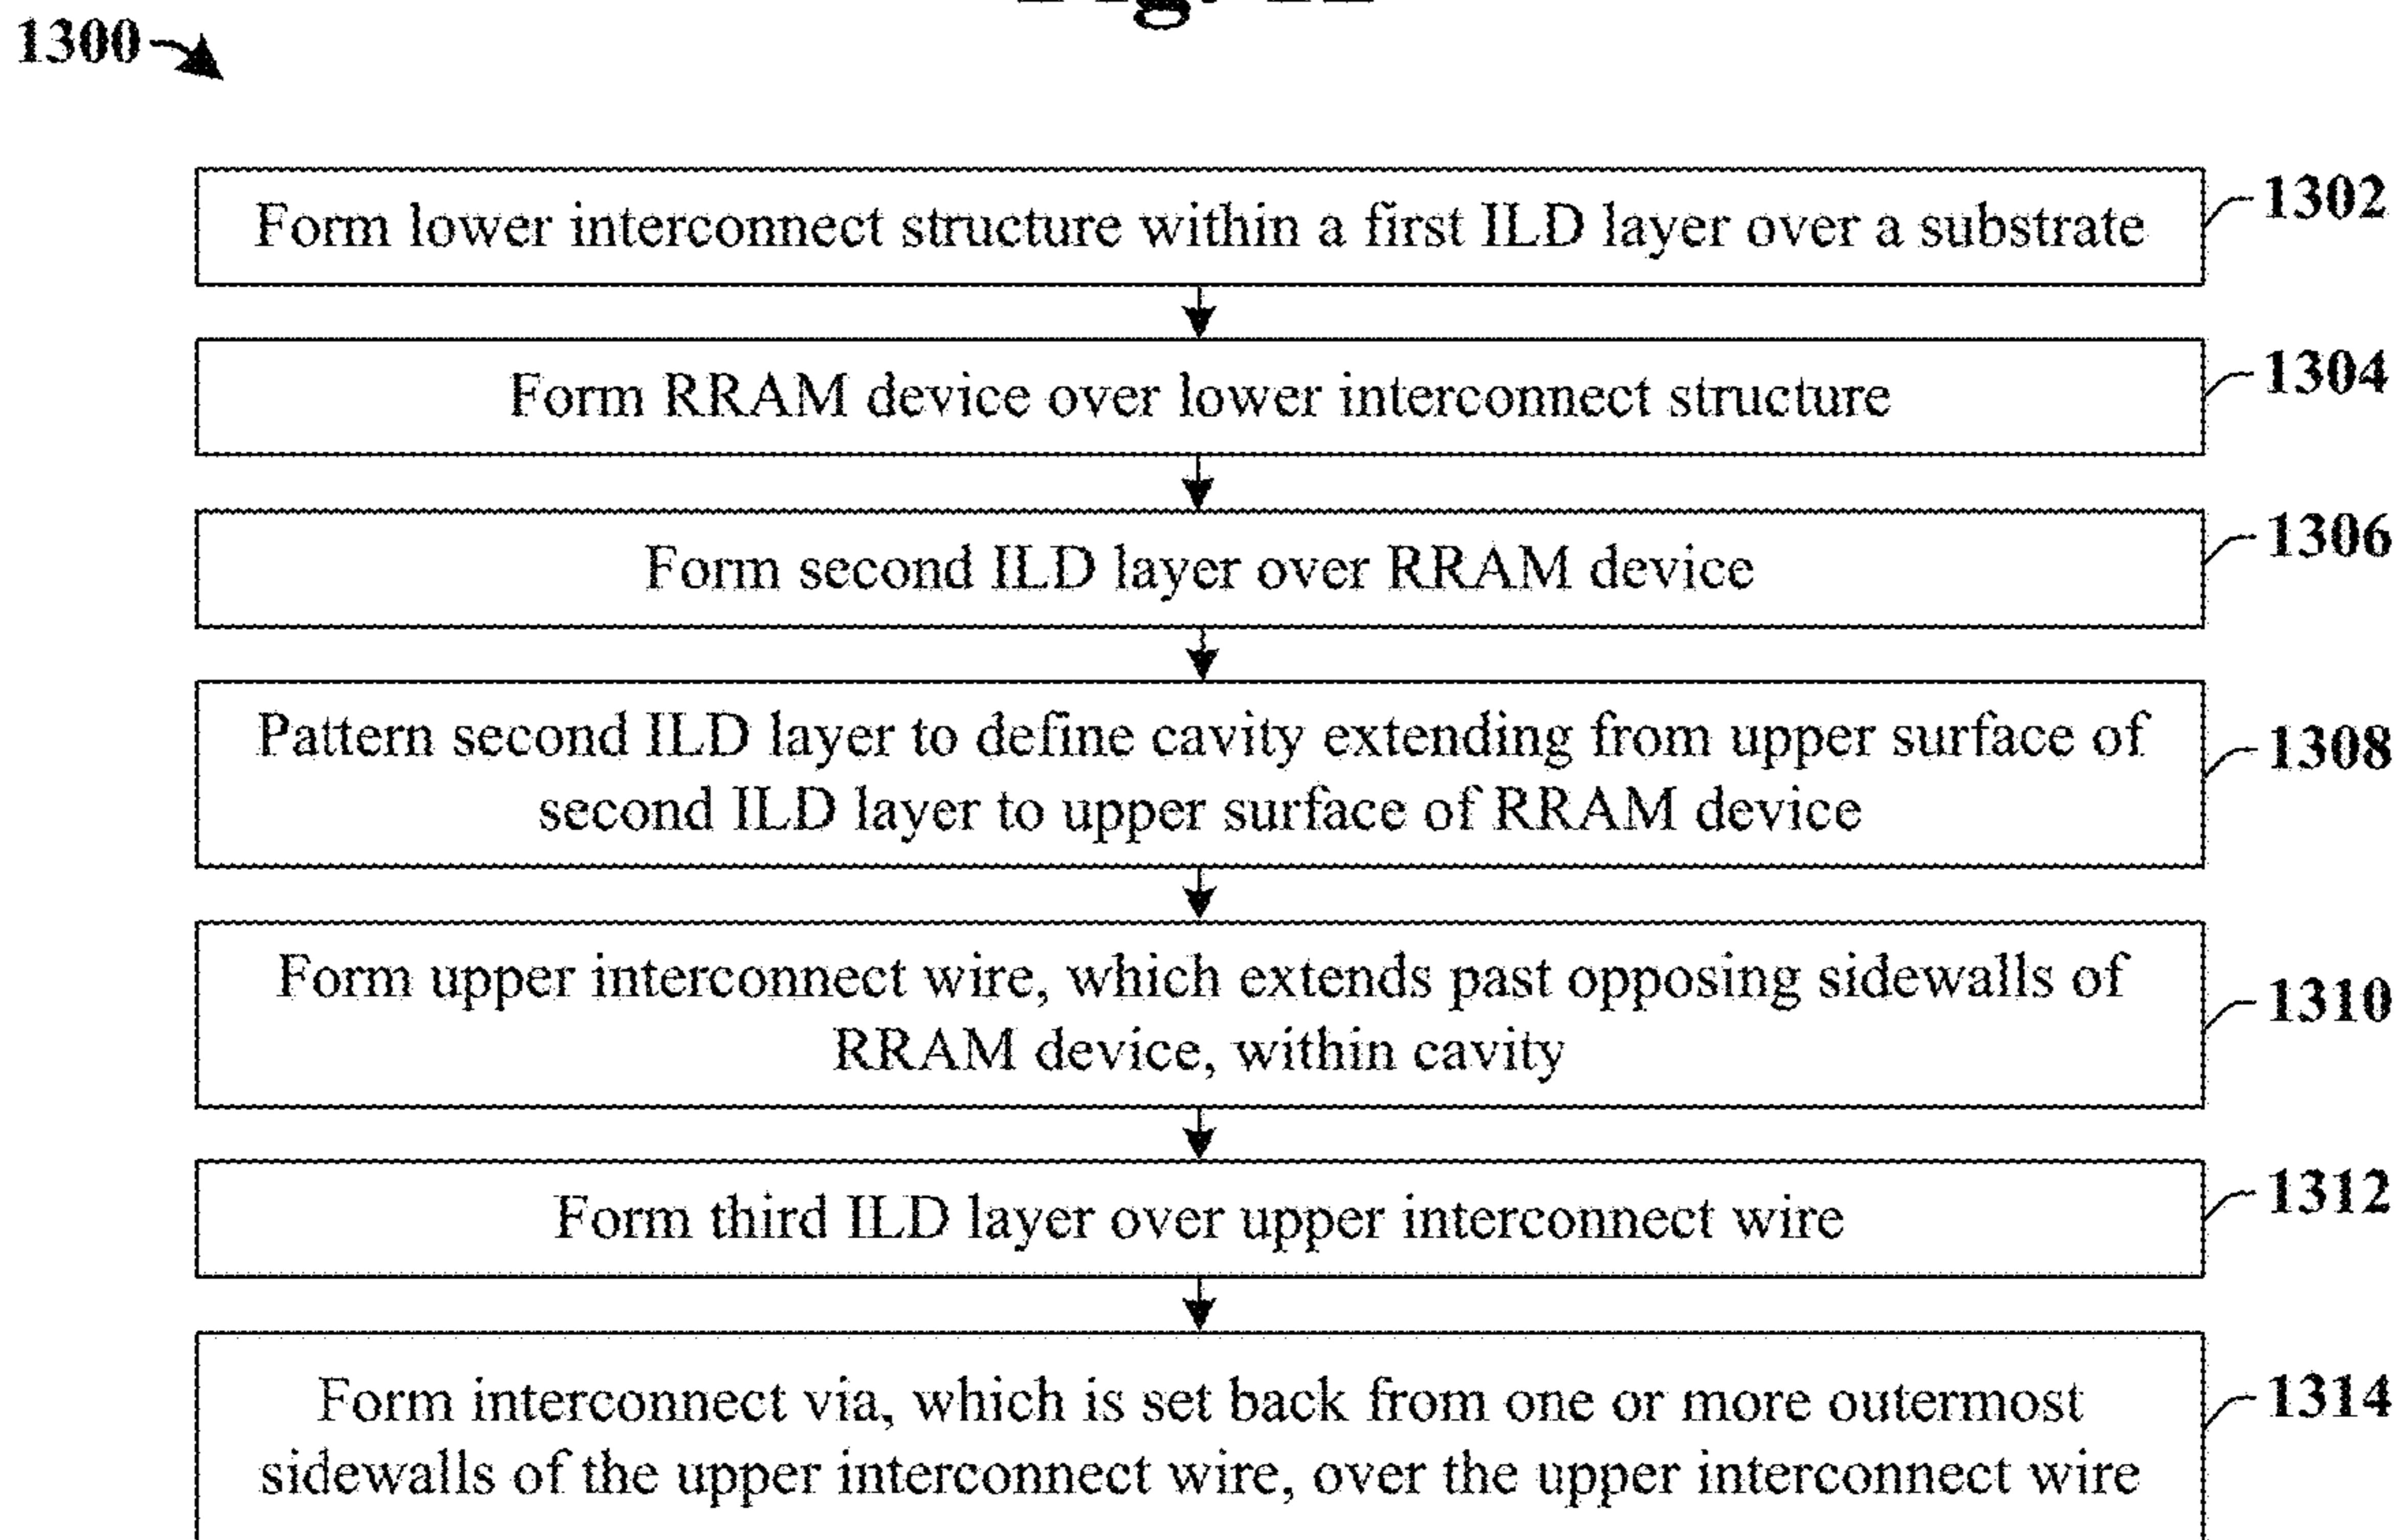 1300
Form lower interconnect structure within a first ILD layer over a substrate
1302
Form RRAM device over lower interconnect structure
1304
Form second ILD layer over RRAM device
1306
Pattern second ILD layer to define cavity extending from upper surface of
second ILD layer to upper surface of RRAM device
1308
Form upper interconnect wire, which extends past opposing sidewalls of
RRAM device, within cavity
1310
Form third ILD layer over upper interconnect wire
1312
Form interconnect via, which is set back from one or more outermost
sidewalls of the upper interconnect wire, over the upper interconnect wire
1314